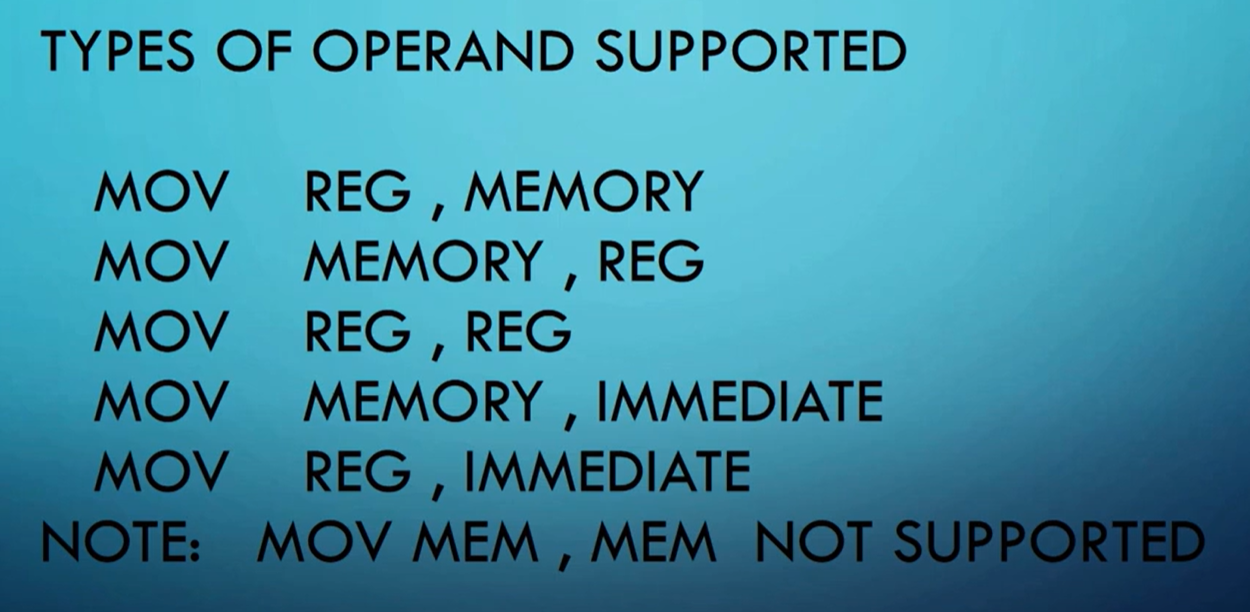 TYPES OF OPERAND SUPPORTED
MOV REG , MEMORY
MOV MEMORY , REG
MOV REG , REG
MOV MEMORY , IMMEDIATE
MOV REG , IMMEDIATE
NOTE: MOV MEM , MEM NOT SUPPORTED